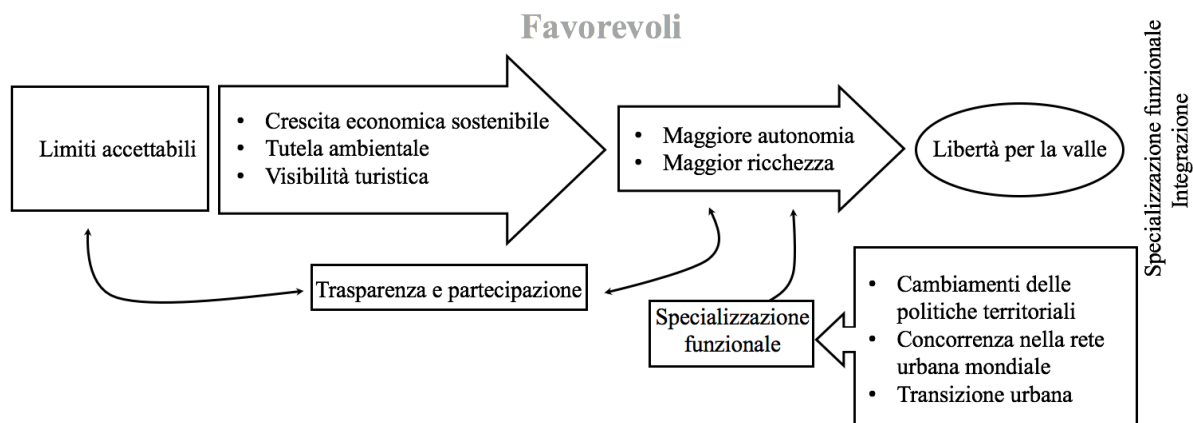 Favorevoli
Limiti accettabili
• Crescita economica sostenibile
• Tutela ambientale
• Visibilità turistica
• Maggiore autonomia
• Maggior ricchezza
Libertà per la valle
Specializzazione funzionale
Integrazione
Trasparenza e partecipazione
Specializzazione
funzionale
• Cambiamenti delle
politiche territoriali
• Concorrenza nella rete
urbana mondiale
• Transizione urbana